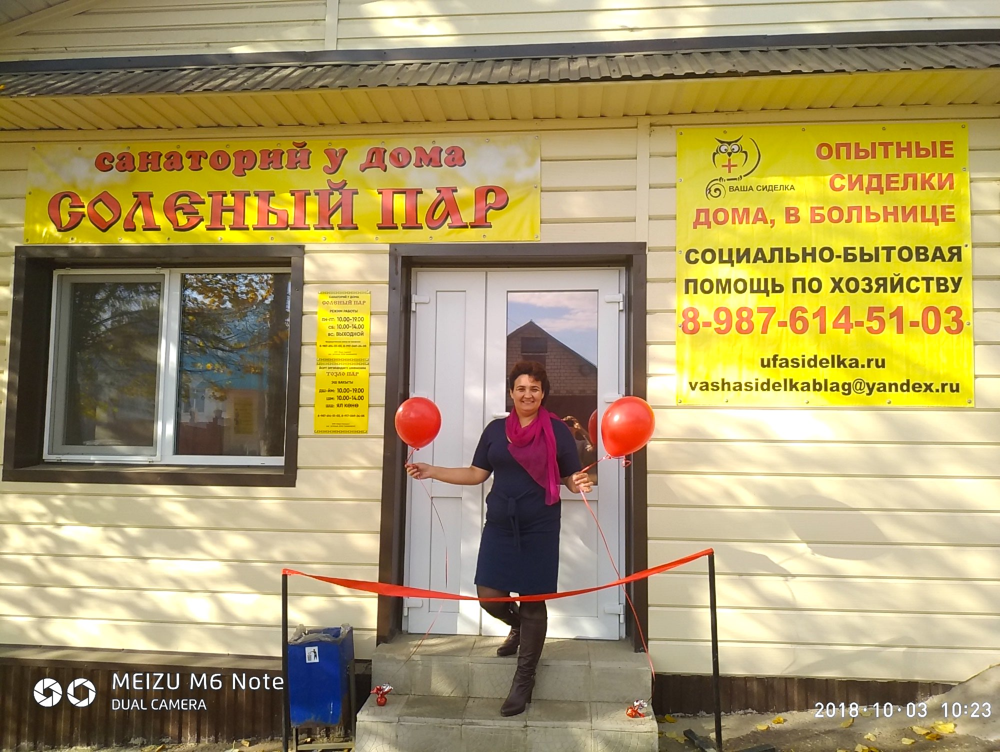 санаторий у дома
СОЛЕНЫЙ ПАР
ВАША СИДЕЛКА
ОПЫТНЫЕ
СИДЕЛКИ
ДОМА, В БОЛЬНИЦЕ
СОЦИАЛЬНО-БЫТОВАЯ
ПОМОЩЬ ПО ХОЗЯЙСТВУ
8-987-614-51-03
ufasidelka.ru
vashasidelkablag@yandex.ru
САНАТОРИЙ У ДОМА
СОЛЕНЫЙ ПАР
РЕЖИМ РАБОТЫ
ПН-ПТ: 10.00-19.00
СБ: 10.00-14.00
ВС: ВЫХОДНОЙ
ТОЗЛО ПАР
ЭШ ВАКЫТЫ
ДШ-ЙМ: 10.00-19.00
ШМ: 10.00-14.00
ЯЛ КӨНӨ
MEIZU M6 Note
DUAL CAMERA
2018·10·03 10:23